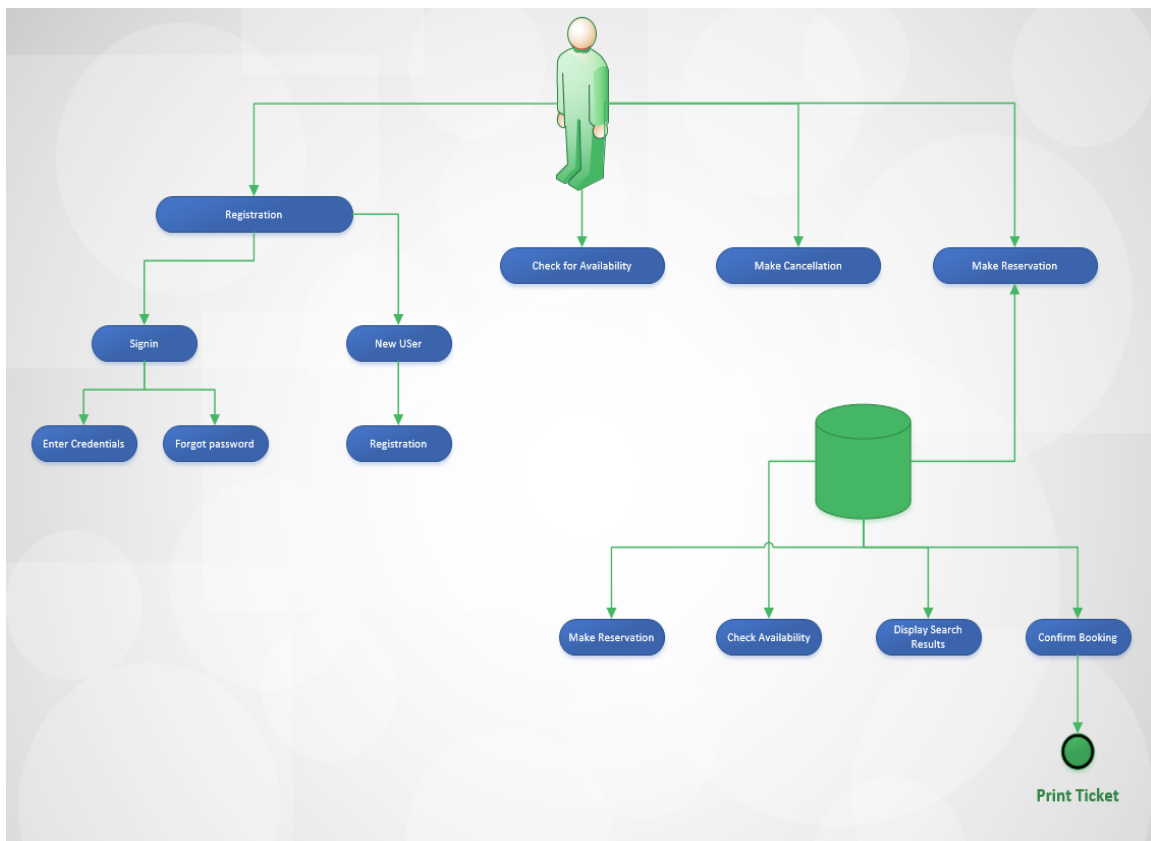 Registration
Check for Availability
Make Cancellation
Make Reservation
Signin
New USer
Enter Credentials
Forgot password
Registration
Make Reservation
Check Availability
Display Search
Results
Confirm Booking
Print Ticket